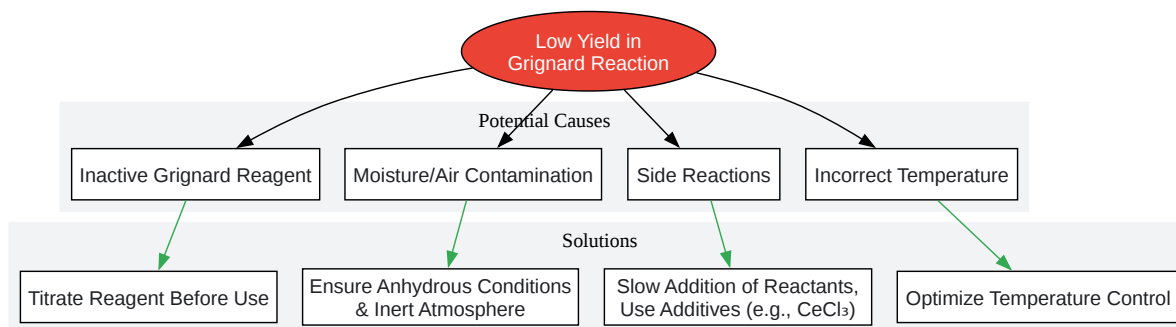 Low Yield in
Grignard Reaction
Potential Causes
Inactive Grignard Reagent
Moisture/Air Contamination
Side Reactions
Incorrect Temperature
Solutions
Titrate Reagent Before Use
Ensure Anhydrous Conditions
& Inert Atmosphere
Slow Addition of Reactants,
Use Additives (e.g., CeCl₃)
Optimize Temperature Control